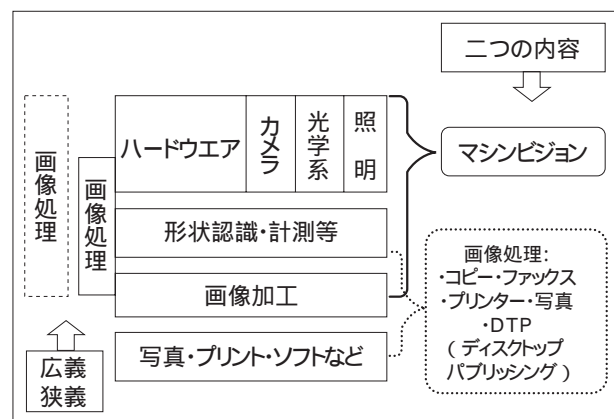 二つの内容
画像処理
画像処理
ハードウエア
カメラ
光学系
照明
マシンビジョン
形状認識・計測等
画像加工
写真・プリント・ソフトなど
画像処理:
・コピー・ファックス
・プリンター・写真
・DTP
(ディスクトップ
パブリッシング)
広義
狭義